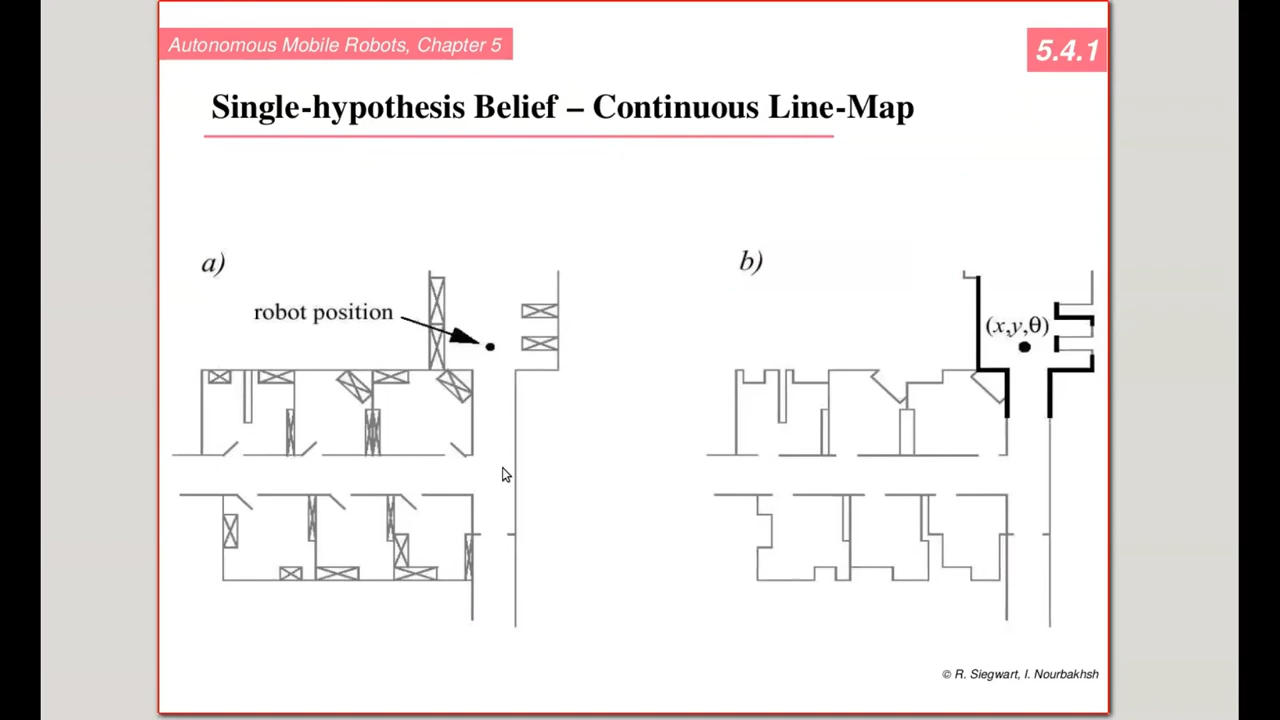 Autonomous Mobile Robots, Chapter 5
5.4.1
Single-hypothesis Belief – Continuous Line-Map
a)
b)
robot position
(x,y,θ)
© R. Siegwart, I. Nourbakhsh